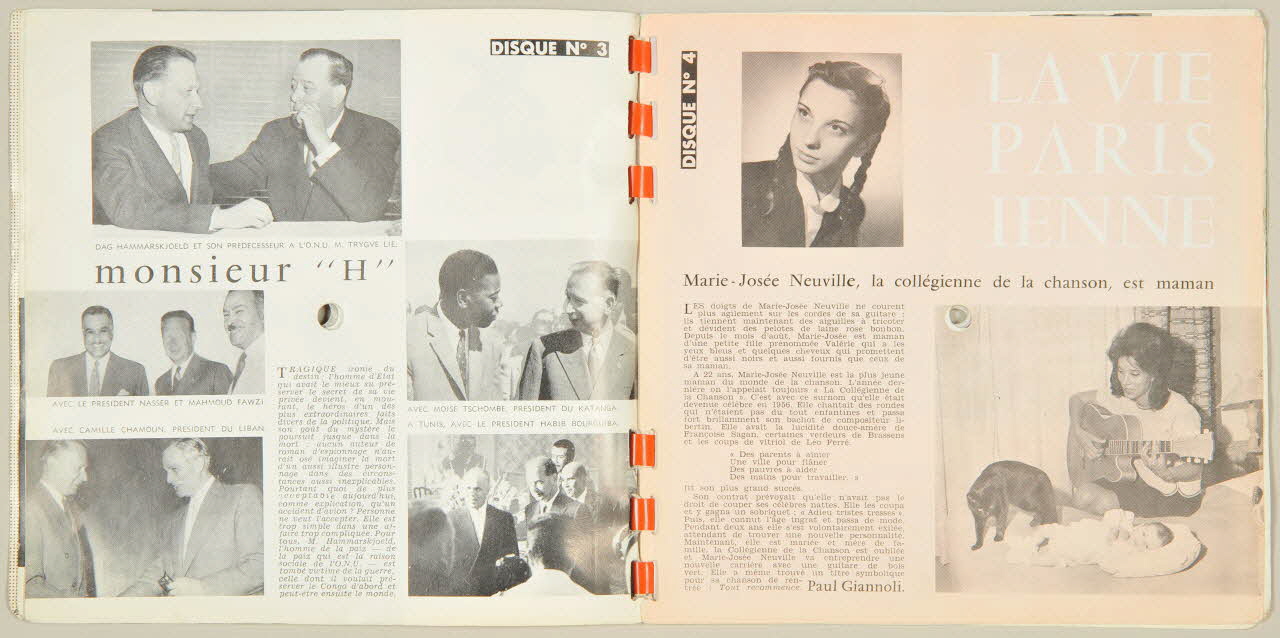 DISQUE N° 3
DAG HAMMARSKJOELD ET SON PREDECESSEUR A L'O.N.U. M. TRYGVE LIE.
monsieur "H"
AVEC LE PRESIDENT NASSER ET MAHMOUD FAWZI
AVEC CAMILLE CHAMOUN, PRESIDENT DU LIBAN
TRAGIQUE ironie du
destin : l'homme d'Etat
qui avait le mieux su pré-
server le secret de sa vie
privée devient, en mou-
rant, le héros d'un des
plus extraordinaires faits
divers de la politique. Mais
son goût du mystère le
poursuit jusque dans la
mort : aucun auteur de
roman d'espionnage n'au-
rait osé imaginer la mort
d'un aussi illustre person-
nage dans des circons-
tances aussi inexplicables.
Pourtant quoi de plus
acceptable aujourd'hui,
comme explication, qu'un
accident d'avion ? Personne
ne veut l'accepter. Elle est
trop simple dans une af-
faire trop compliquée. Pour
tous, M. Hammarskjoeld,
l'homme de la paix — de
la paix qui est la raison
sociale de l'O.N.U. — est
tombé victime de la guerre,
celle dont il voulait pré-
server le Congo d'abord et
peut-être ensuite le monde.
AVEC MOISE TSCHOMBE, PRESIDENT DU KATANGA.
A TUNIS, AVEC LE PRESIDENT HABIB BOURGUIBA.
DISQUE N° 4
LA VIE
PARIS
IENNE
Marie-Josée Neuville, la collégienne de la chanson, est maman
LES doigts de Marie-Josée Neuville ne courent
plus agilement sur les cordes de sa guitare :
ils tiennent maintenant des aiguilles à tricoter
et dévident des pelotes de laine rose bonbon.
Depuis le mois d'août, Marie-Josée est maman
d'une petite fille prénommée Valérie qui a les
yeux bleus et quelques cheveux qui promettent
d'être aussi noirs et aussi fournis que ceux de
sa maman.
A 22 ans, Marie-Josée Neuville est la plus jeune
maman du monde de la chanson. L'année der-
nière on l'appelait toujours « La Collégienne de
la Chanson ». C'est avec ce surnom qu'elle était
devenue célèbre en 1956. Elle chantait des rondes
qui n'étaient pas du tout enfantines et passa
fort brillamment son bachot de compositeur li-
bertin. Elle avait la lucidité douce-amère de
Françoise Sagan, certaines verdeurs de Brassens
et les coups de vitriol de Léo Ferré.
« Des parents à aimer
Une ville pour flâner
Des pauvres à aider
Des mains pour travailler. »
fut son plus grand succès.
Son contrat prévoyait qu'elle n'avait pas le
droit de couper ses célèbres nattes. Elle les coupa
et y gagna un sobriquet : « Adieu tristes tresses ».
Puis, elle connut l'âge ingrat et passa de mode.
Pendant deux ans elle s'est volontairement exilée,
attendant de trouver une nouvelle personnalité.
Maintenant, elle est mariée et mère de fa-
mille, la Collégienne de la Chanson est oubliée
et Marie-Josée Neuville va entreprendre une
nouvelle carrière avec une guitare de bois
vert. Elle a même trouvé un titre symbolique
pour sa chanson de ren-
trée : Tout recommence. Paul Giannoli.